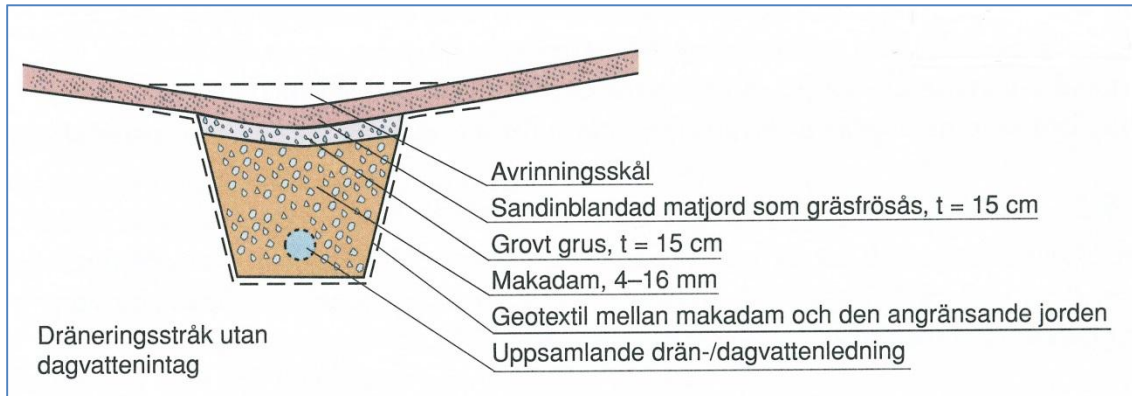 Avrinningsskål
Sandinblandad matjord som gräsfrösås, t = 15 cm
Grovt grus, t = 15 cm
Makadam, 4–16 mm
Geotextil mellan makadam och den angränsande jorden
Uppsamlande drän-/dagvattenledning
Dräneringsstråk utan
dagvattenintag